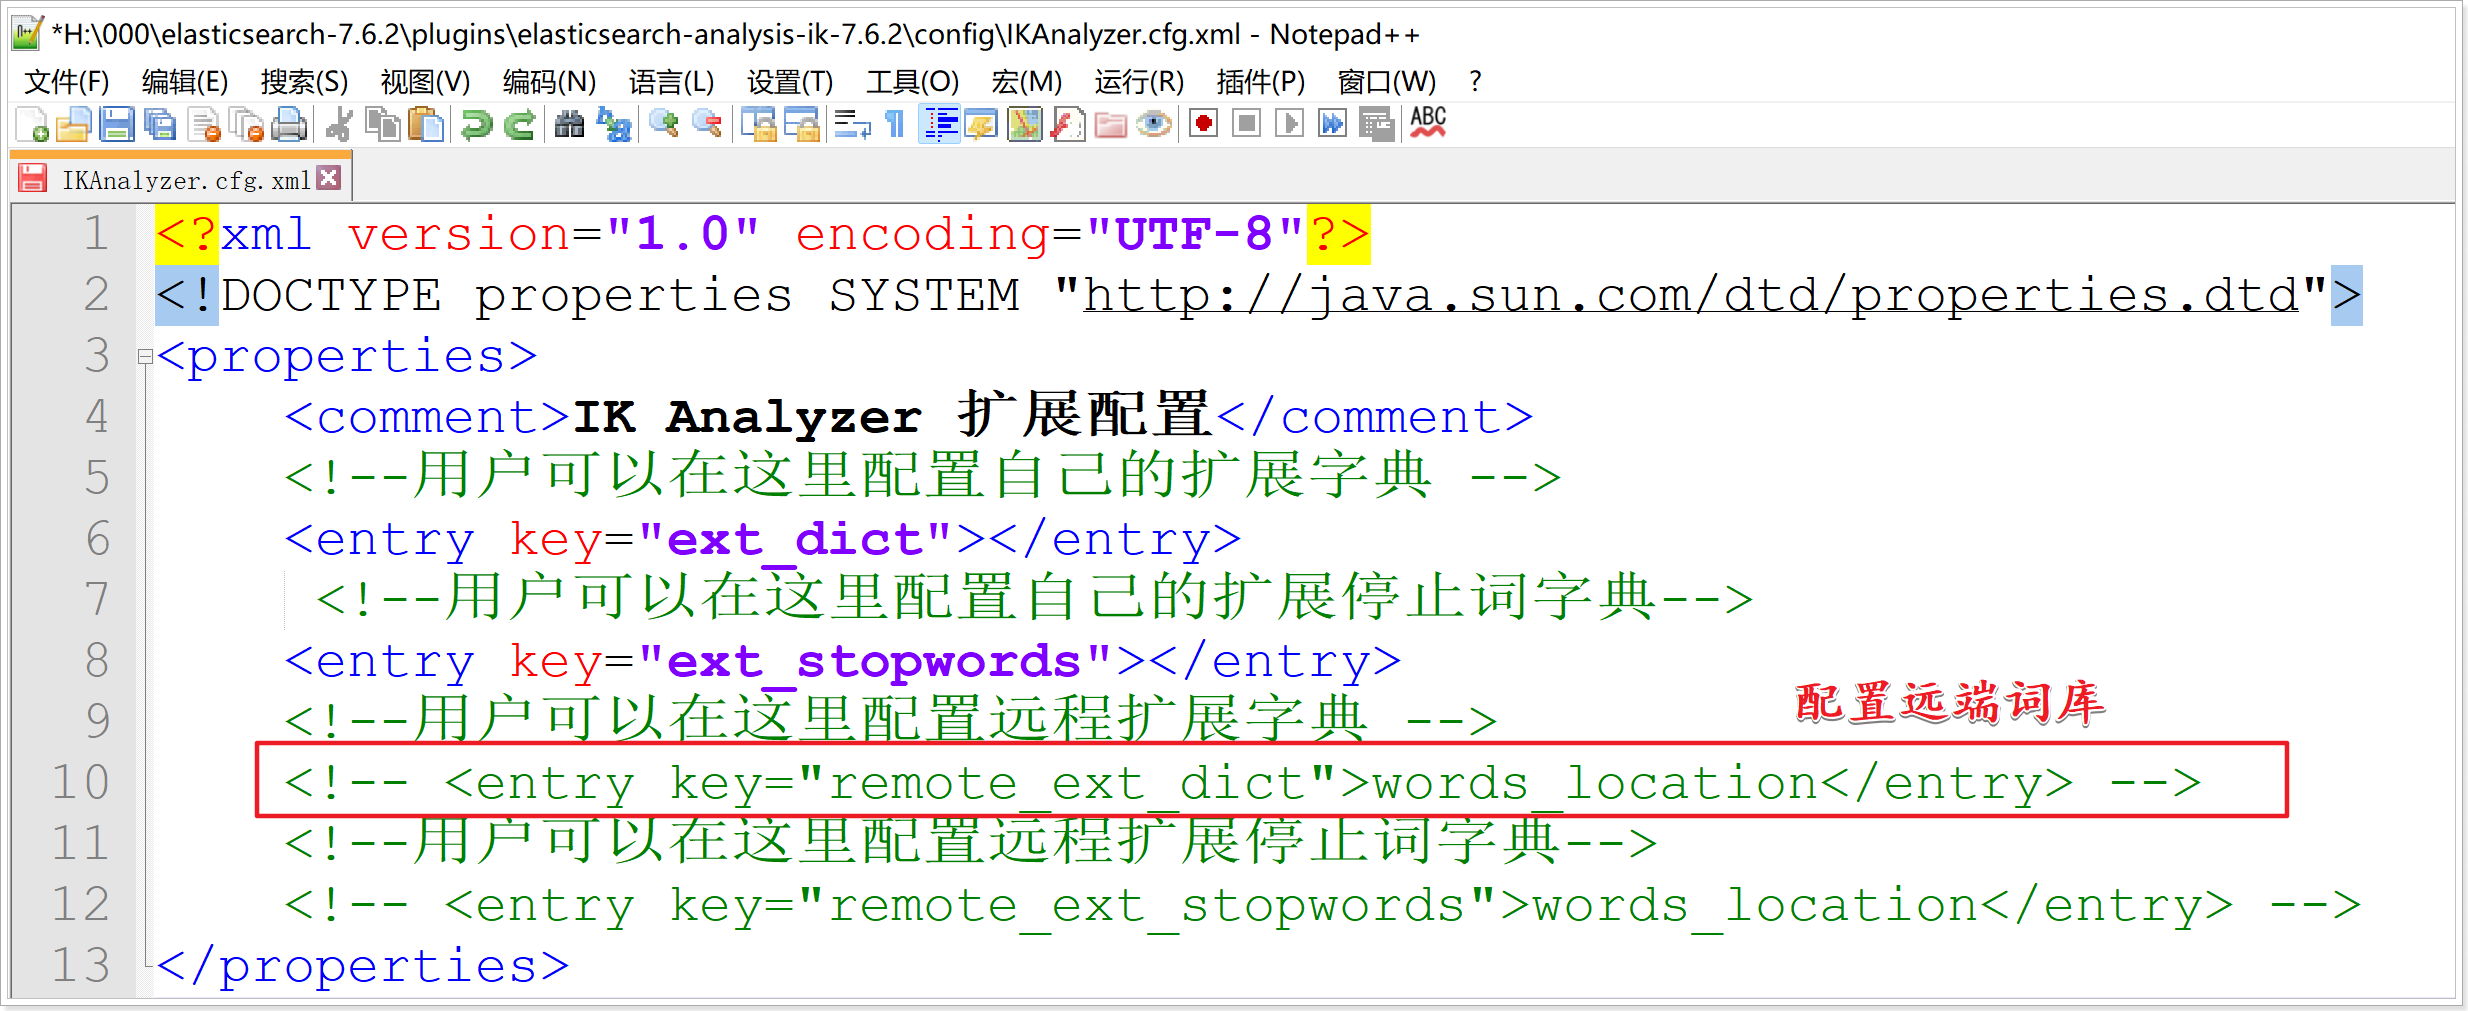 *H:\000\elasticsearch-7.6.2\plugins\elasticsearch-analysis-ik-7.6.2\config\IKAnalyzer.cfg.xml - Notepad++
文件(F) 编辑(E) 搜索(S) 视图(V) 编码(N) 语言(L) 设置(T) 工具(O) 宏(M) 运行(R) 插件(P) 窗口(W) ?
ABC
IKAnalyzer.cfg.xml
1 <?xml version="1.0" encoding="UTF-8"?>
2 <!DOCTYPE properties SYSTEM "http://java.sun.com/dtd/properties.dtd">
3 <properties>
4 <comment>IK Analyzer 扩展配置</comment>
5 <!--用户可以在这里配置自己的扩展字典 -->
6 <entry key="ext_dict"></entry>
7 <!--用户可以在这里配置自己的扩展停止词字典-->
8 <entry key="ext_stopwords"></entry>
9 <!--用户可以在这里配置远程扩展字典 -->
配置远端词库
10 <!-- <entry key="remote_ext_dict">words_location</entry> -->
11 <!--用户可以在这里配置远程扩展停止词字典-->
12 <!-- <entry key="remote_ext_stopwords">words_location</entry> -->
13 </properties>